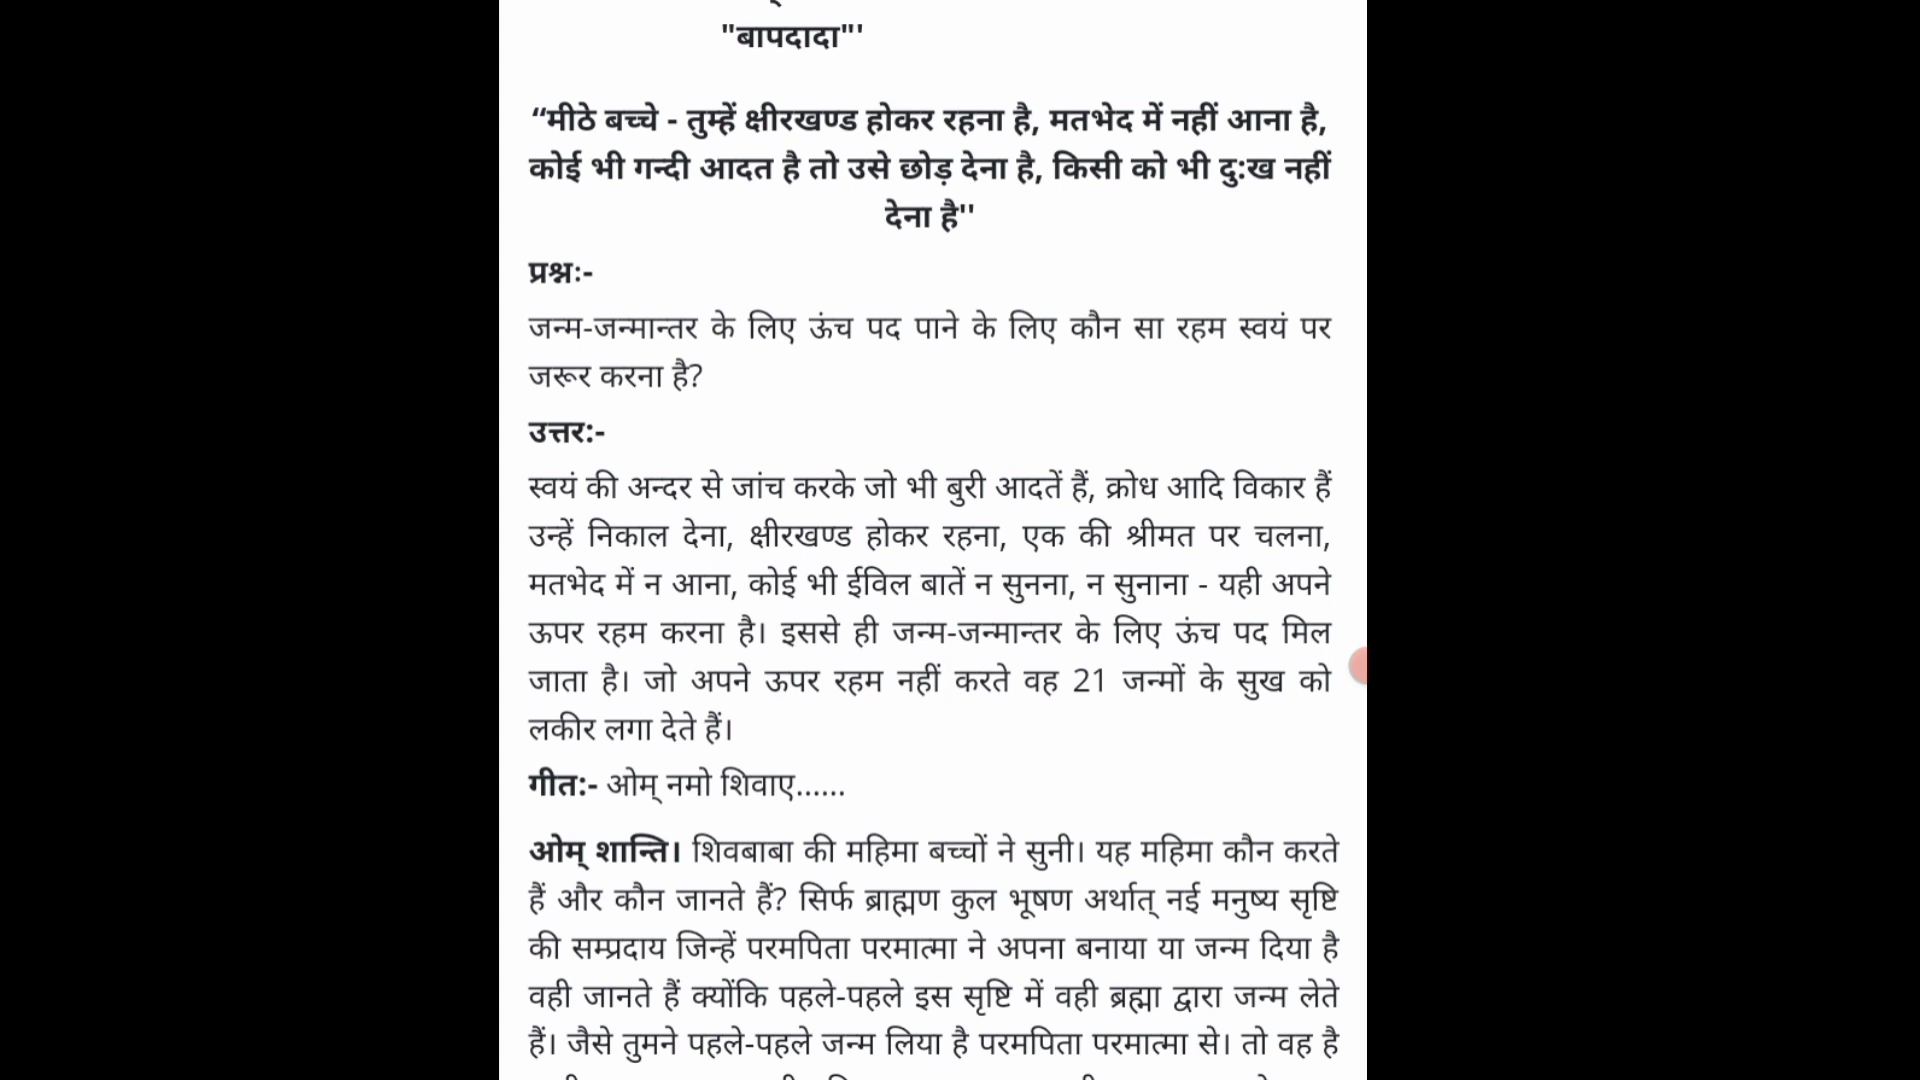 "बापदादा"'
“मीठे बच्चे - तुम्हें क्षीरखण्ड होकर रहना है, मतभेद में नहीं आना है,
कोई भी गन्दी आदत है तो उसे छोड़ देना है, किसी को भी दु:ख नहीं
देना है''
प्रश्नः-
जन्म-जन्मान्तर के लिए ऊंच पद पाने के लिए कौन सा रहम स्वयं पर
जरूर करना है?
उत्तर:-
स्वयं की अन्दर से जांच करके जो भी बुरी आदतें हैं, क्रोध आदि विकार हैं
उन्हें निकाल देना, क्षीरखण्ड होकर रहना, एक की श्रीमत पर चलना,
मतभेद में न आना, कोई भी ईविल बातें न सुनना, न सुनाना - यही अपने
ऊपर रहम करना है। इससे ही जन्म-जन्मान्तर के लिए ऊंच पद मिल
जाता है। जो अपने ऊपर रहम नहीं करते वह 21 जन्मों के सुख को
लकीर लगा देते हैं।
गीत:- ओम् नमो शिवाए......
ओम् शान्ति। शिवबाबा की महिमा बच्चों ने सुनी। यह महिमा कौन करते
हैं और कौन जानते हैं? सिर्फ ब्राह्मण कुल भूषण अर्थात् नई मनुष्य सृष्टि
की सम्प्रदाय जिन्हें परमपिता परमात्मा ने अपना बनाया या जन्म दिया है
वही जानते हैं क्योंकि पहले-पहले इस सृष्टि में वही ब्रह्मा द्वारा जन्म लेते
हैं। जैसे तुमने पहले-पहले जन्म लिया है परमपिता परमात्मा से। तो वह है